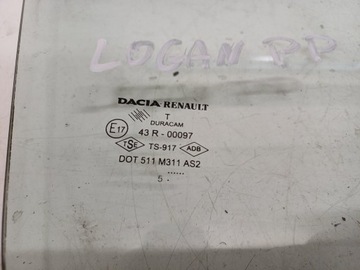 LOGAN PP
DACIA RENAULT
T
DURACAM
E17 43 R - 00097
TSE TS-917 ADB
DOT 511 M311 AS2
......
5 .